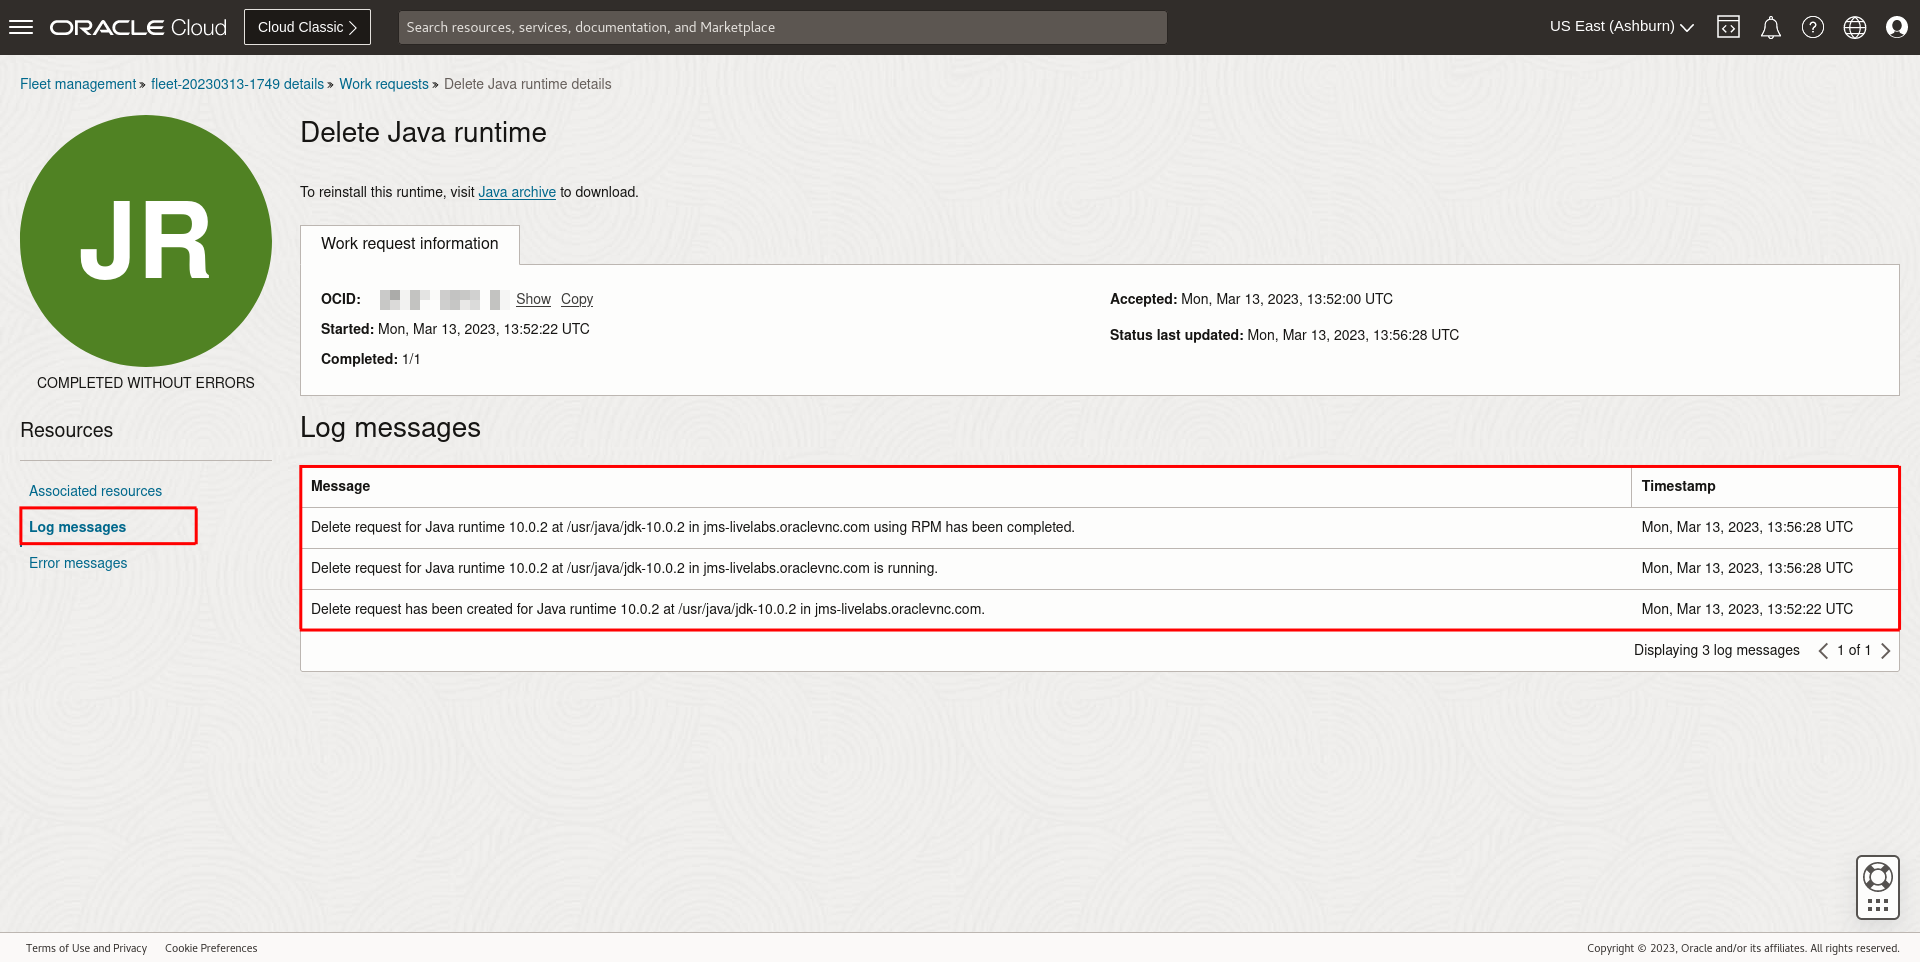 ORACLE Cloud
Cloud Classic
Search resources, services, documentation, and Marketplace
US East (Ashburn)
Fleet management » fleet-20230313-1749 details » Work requests » Delete Java runtime details
JR
COMPLETED WITHOUT ERRORS
Resources
Associated resources
Log messages
Error messages
Delete Java runtime
To reinstall this runtime, visit Java archive to download.
Work request information
OCID: Show Copy
Started: Mon, Mar 13, 2023, 13:52:22 UTC
Completed: 1/1
Accepted: Mon, Mar 13, 2023, 13:52:00 UTC
Status last updated: Mon, Mar 13, 2023, 13:56:28 UTC
Log messages
Message Timestamp
Delete request for Java runtime 10.0.2 at /usr/java/jdk-10.0.2 in jms-livelabs.oraclevnc.com using RPM has been completed. Mon, Mar 13, 2023, 13:56:28 UTC
Delete request for Java runtime 10.0.2 at /usr/java/jdk-10.0.2 in jms-livelabs.oraclevnc.com is running. Mon, Mar 13, 2023, 13:56:28 UTC
Delete request has been created for Java runtime 10.0.2 at /usr/java/jdk-10.0.2 in jms-livelabs.oraclevnc.com. Mon, Mar 13, 2023, 13:52:22 UTC
Displaying 3 log messages 1 of 1
Terms of Use and Privacy Cookie Preferences
Copyright © 2023, Oracle and/or its affiliates. All rights reserved.